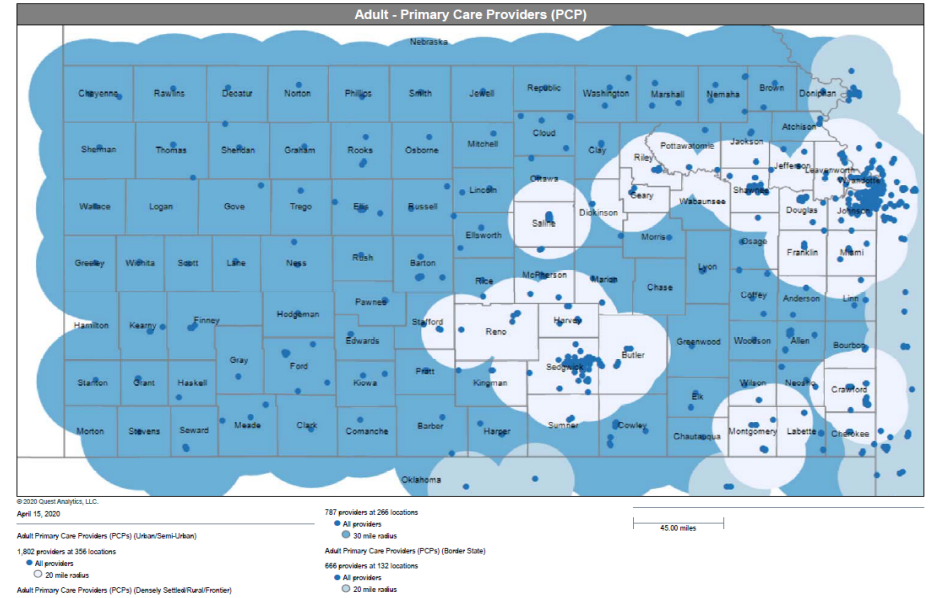 Adult - Primary Care Providers (PCP)
Nebraska
Cheyenne Rawlins Decatur Norton Phillips Smith Jewell Republic Washington Marshall Nemaha Brown Doniphan
Atchison
Sherman Thomas Sheridan Graham Rooks Osborne Mitchell Cloud Clay Riley Pottawatomie Jackson
Jefferson Leavenworth
Wyandotte
Lincoln Ottawa
Wallace Logan Gove Trego Ellis Russell Saline Dickinson Geary Wabaunsee Shawnee Douglas Johnson
Ellsworth Morris Osage
Greeley Wichita Scott Lane Ness Rush Barton McPherson Marion Lyon Franklin Miami
Rice Chase
Pawnee Coffey Anderson Linn
Hamilton Kearny Finney Hodgeman Stafford Reno Harvey
Edwards
Gray Ford Butler Greenwood Woodson Allen Bourbon
Sedgwick
Stanton Grant Haskell Kiowa Pratt Kingman Wilson Neosho Crawford
Elk
Morton Stevens Seward Meade Clark Comanche Barber Harper Sumner Cowley Chautauqua Montgomery Labette Cherokee
Oklahoma
© 2020 Quest Analytics, LLC.
April 15, 2020
Adult Primary Care Providers (PCPs) (Urban/Semi-Urban)
1,802 providers at 356 locations
All providers
20 mile radius
Adult Primary Care Providers (PCPs) (Densely Settled/Rural/Frontier)
787 providers at 266 locations
All providers
30 mile radius
Adult Primary Care Providers (PCPs) (Border State)
666 providers at 132 locations
All providers
20 mile radius
45.00 miles